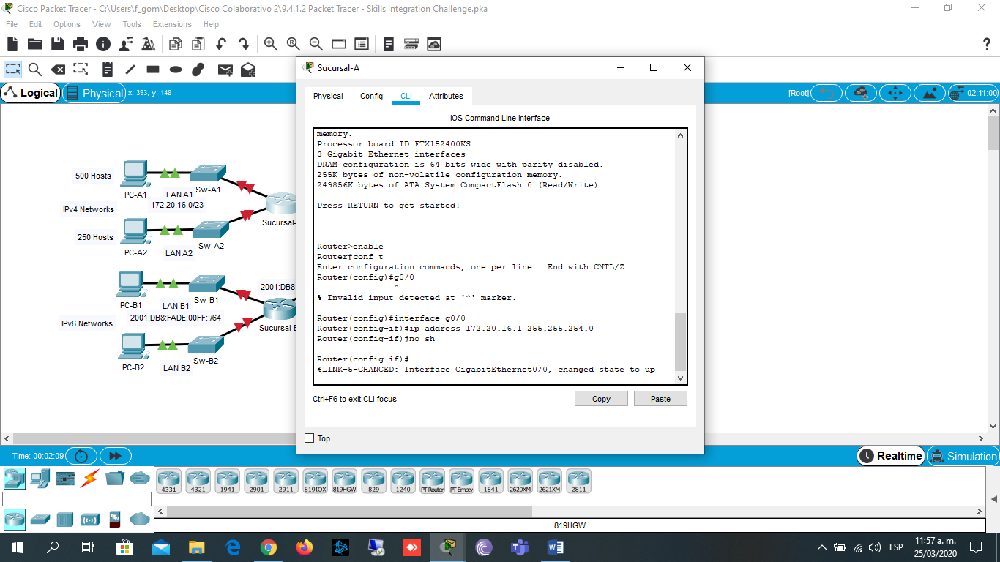 Cisco Packet Tracer - C:\Users\f_gom\Desktop\Cisco Colaborativo 2\9.4.1.2 Packet Tracer - Skills Integration Challenge.pka
File Edit Options View Tools Extensions Help
Logical
Physical
x: 393, y: 148
[Root]
02:11:00
500 Hosts
PC-A1
LAN A1
Sw-A1
172.20.16.0/23
IPv4 Networks
Sucursal-
250 Hosts
PC-A2
LAN A2
Sw-A2
2001:DB8:
PC-B1
LAN B1
Sw-B1
2001:DB8:FADE:00FF::/64
IPv6 Networks
Sucursal-B
PC-B2
LAN B2
Sw-B2
Sucursal-A
Physical Config CLI Attributes
IOS Command Line Interface
memory.
Processor board ID FTX152400KS
3 Gigabit Ethernet interfaces
DRAM configuration is 64 bits wide with parity disabled.
255K bytes of non-volatile configuration memory.
249856K bytes of ATA System CompactFlash 0 (Read/Write)
Press RETURN to get started!
Router>enable
Router#conf t
Enter configuration commands, one per line.  End with CNTL/Z.
Router(config)#g0/0
^
% Invalid input detected at '^' marker.
Router(config)#interface g0/0
Router(config-if)#ip address 172.20.16.1 255.255.254.0
Router(config-if)#no sh
Router(config-if)#
%LINK-5-CHANGED: Interface GigabitEthernet0/0, changed state to up
Ctrl+F6 to exit CLI focus
Copy
Paste
Top
Time: 00:02:09
Realtime
Simulation
4331 4321 1941 2901 2911 819IOX 819HGW 829 1240 PT-Router PT-Empty 1841 2620XM 2621XM 2811
819HGW
ESP
11:57 a. m.
25/03/2020